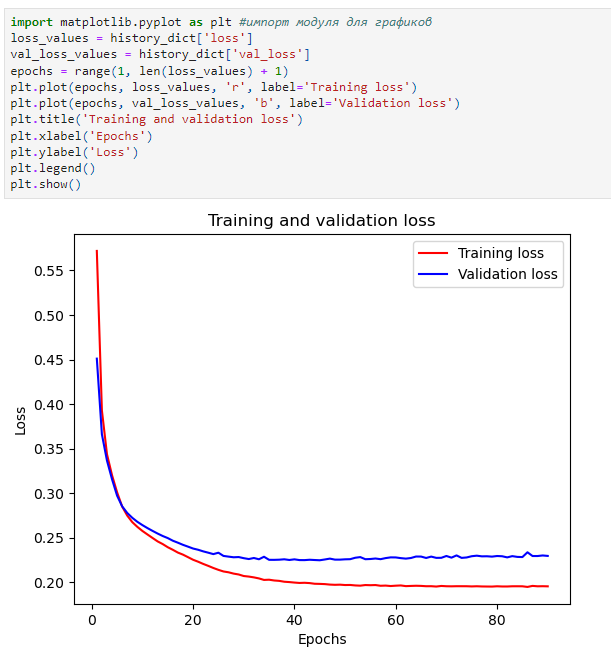 import matplotlib.pyplot as plt #импорт модуля для графиков
loss_values = history_dict['loss']
val_loss_values = history_dict['val_loss']
epochs = range(1, len(loss_values) + 1)
plt.plot(epochs, loss_values, 'r', label='Training loss')
plt.plot(epochs, val_loss_values, 'b', label='Validation loss')
plt.title('Training and validation loss')
plt.xlabel('Epochs')
plt.ylabel('Loss')
plt.legend()
plt.show()
Training and validation loss
Training loss
Validation loss
0.55
0.50
0.45
0.40
0.35
0.30
0.25
0.20
Loss
0 20 40 60 80
Epochs